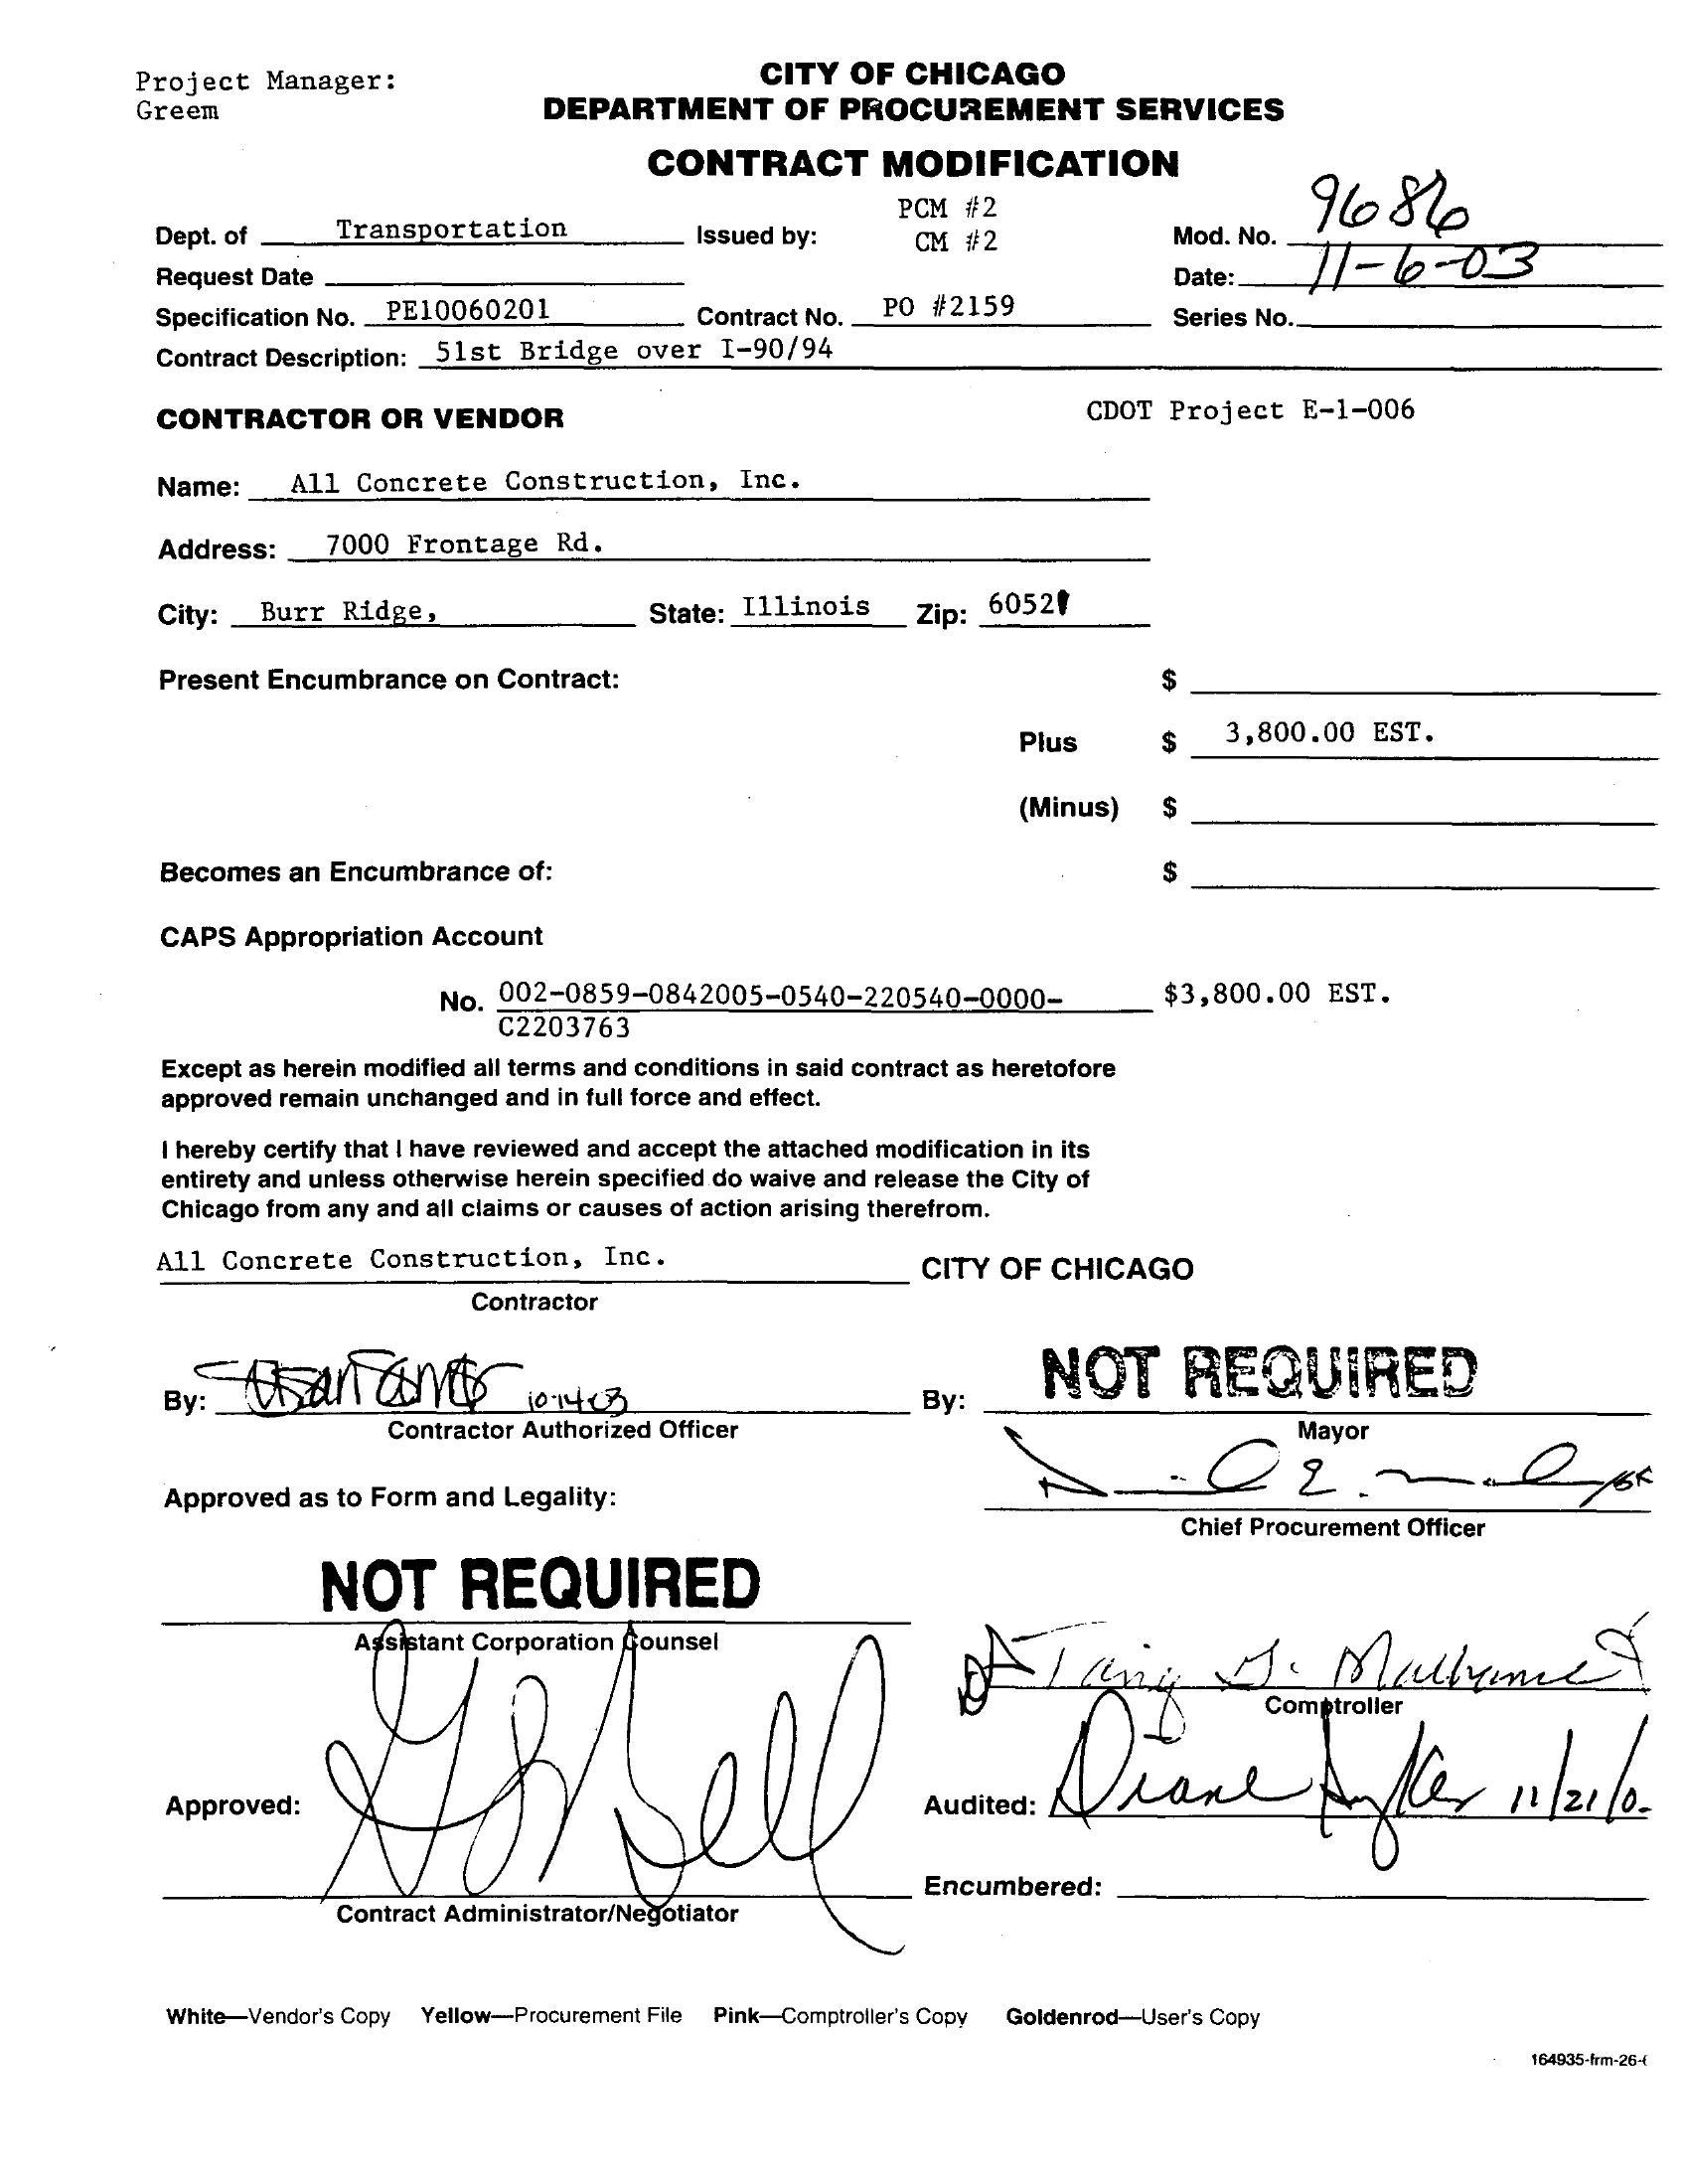 Project Manager:
Greem
CITY OF CHICAGO
DEPARTMENT OF PROCUREMENT SERVICES
CONTRACT MODIFICATION
PCM #2
Dept. of Transportation Issued by: CM #2 Mod. No. 9686
Request Date Date: 11-6-03
Specification No. PE10060201 Contract No. PO #2159 Series No.
Contract Description: 51st Bridge over I-90/94
CONTRACTOR OR VENDOR CDOT Project E-1-006
Name: All Concrete Construction, Inc.
Address: 7000 Frontage Rd.
City: Burr Ridge, State: Illinois Zip: 6052
Present Encumbrance on Contract: $
Plus $ 3,800.00 EST.
(Minus) $
Becomes an Encumbrance of: $
CAPS Appropriation Account
No. 002-0859-0842005-0540-220540-0000- $3,800.00 EST.
C2203763
Except as herein modified all terms and conditions in said contract as heretofore
approved remain unchanged and in full force and effect.
I hereby certify that I have reviewed and accept the attached modification in its
entirety and unless otherwise herein specified do waive and release the City of
Chicago from any and all claims or causes of action arising therefrom.
All Concrete Construction, Inc. CITY OF CHICAGO
Contractor
By: 10-14-03 By: NOT REQUIRED
Contractor Authorized Officer Mayor
Approved as to Form and Legality:
Chief Procurement Officer
NOT REQUIRED
Assistant Corporation Counsel
Comptroller
Approved: Audited: Diane 11/21/0
Encumbered:
Contract Administrator/Negotiator
White—Vendor's Copy Yellow—Procurement File Pink—Comptroller's Copy Goldenrod—User's Copy
164935-frm-26-